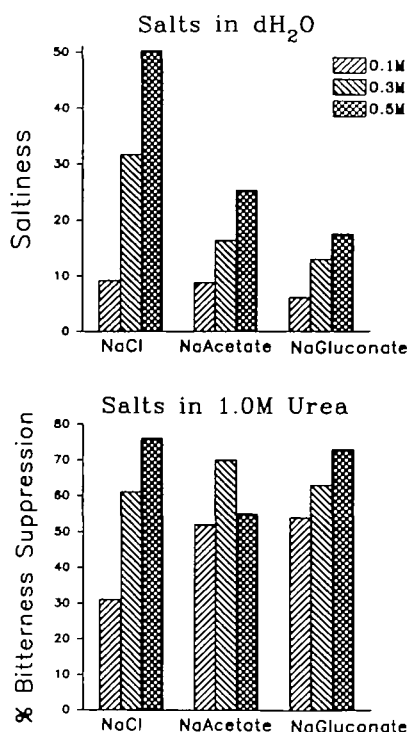 Salts in dH₂O
50
40
30
20
10
0
Saltiness
0.1M
0.3M
0.5M
NaCl NaAcetate NaGluconate
Salts in 1.0M Urea
80
70
60
50
40
30
20
10
0
% Bitterness Suppression
NaCl NaAcetate NaGluconate